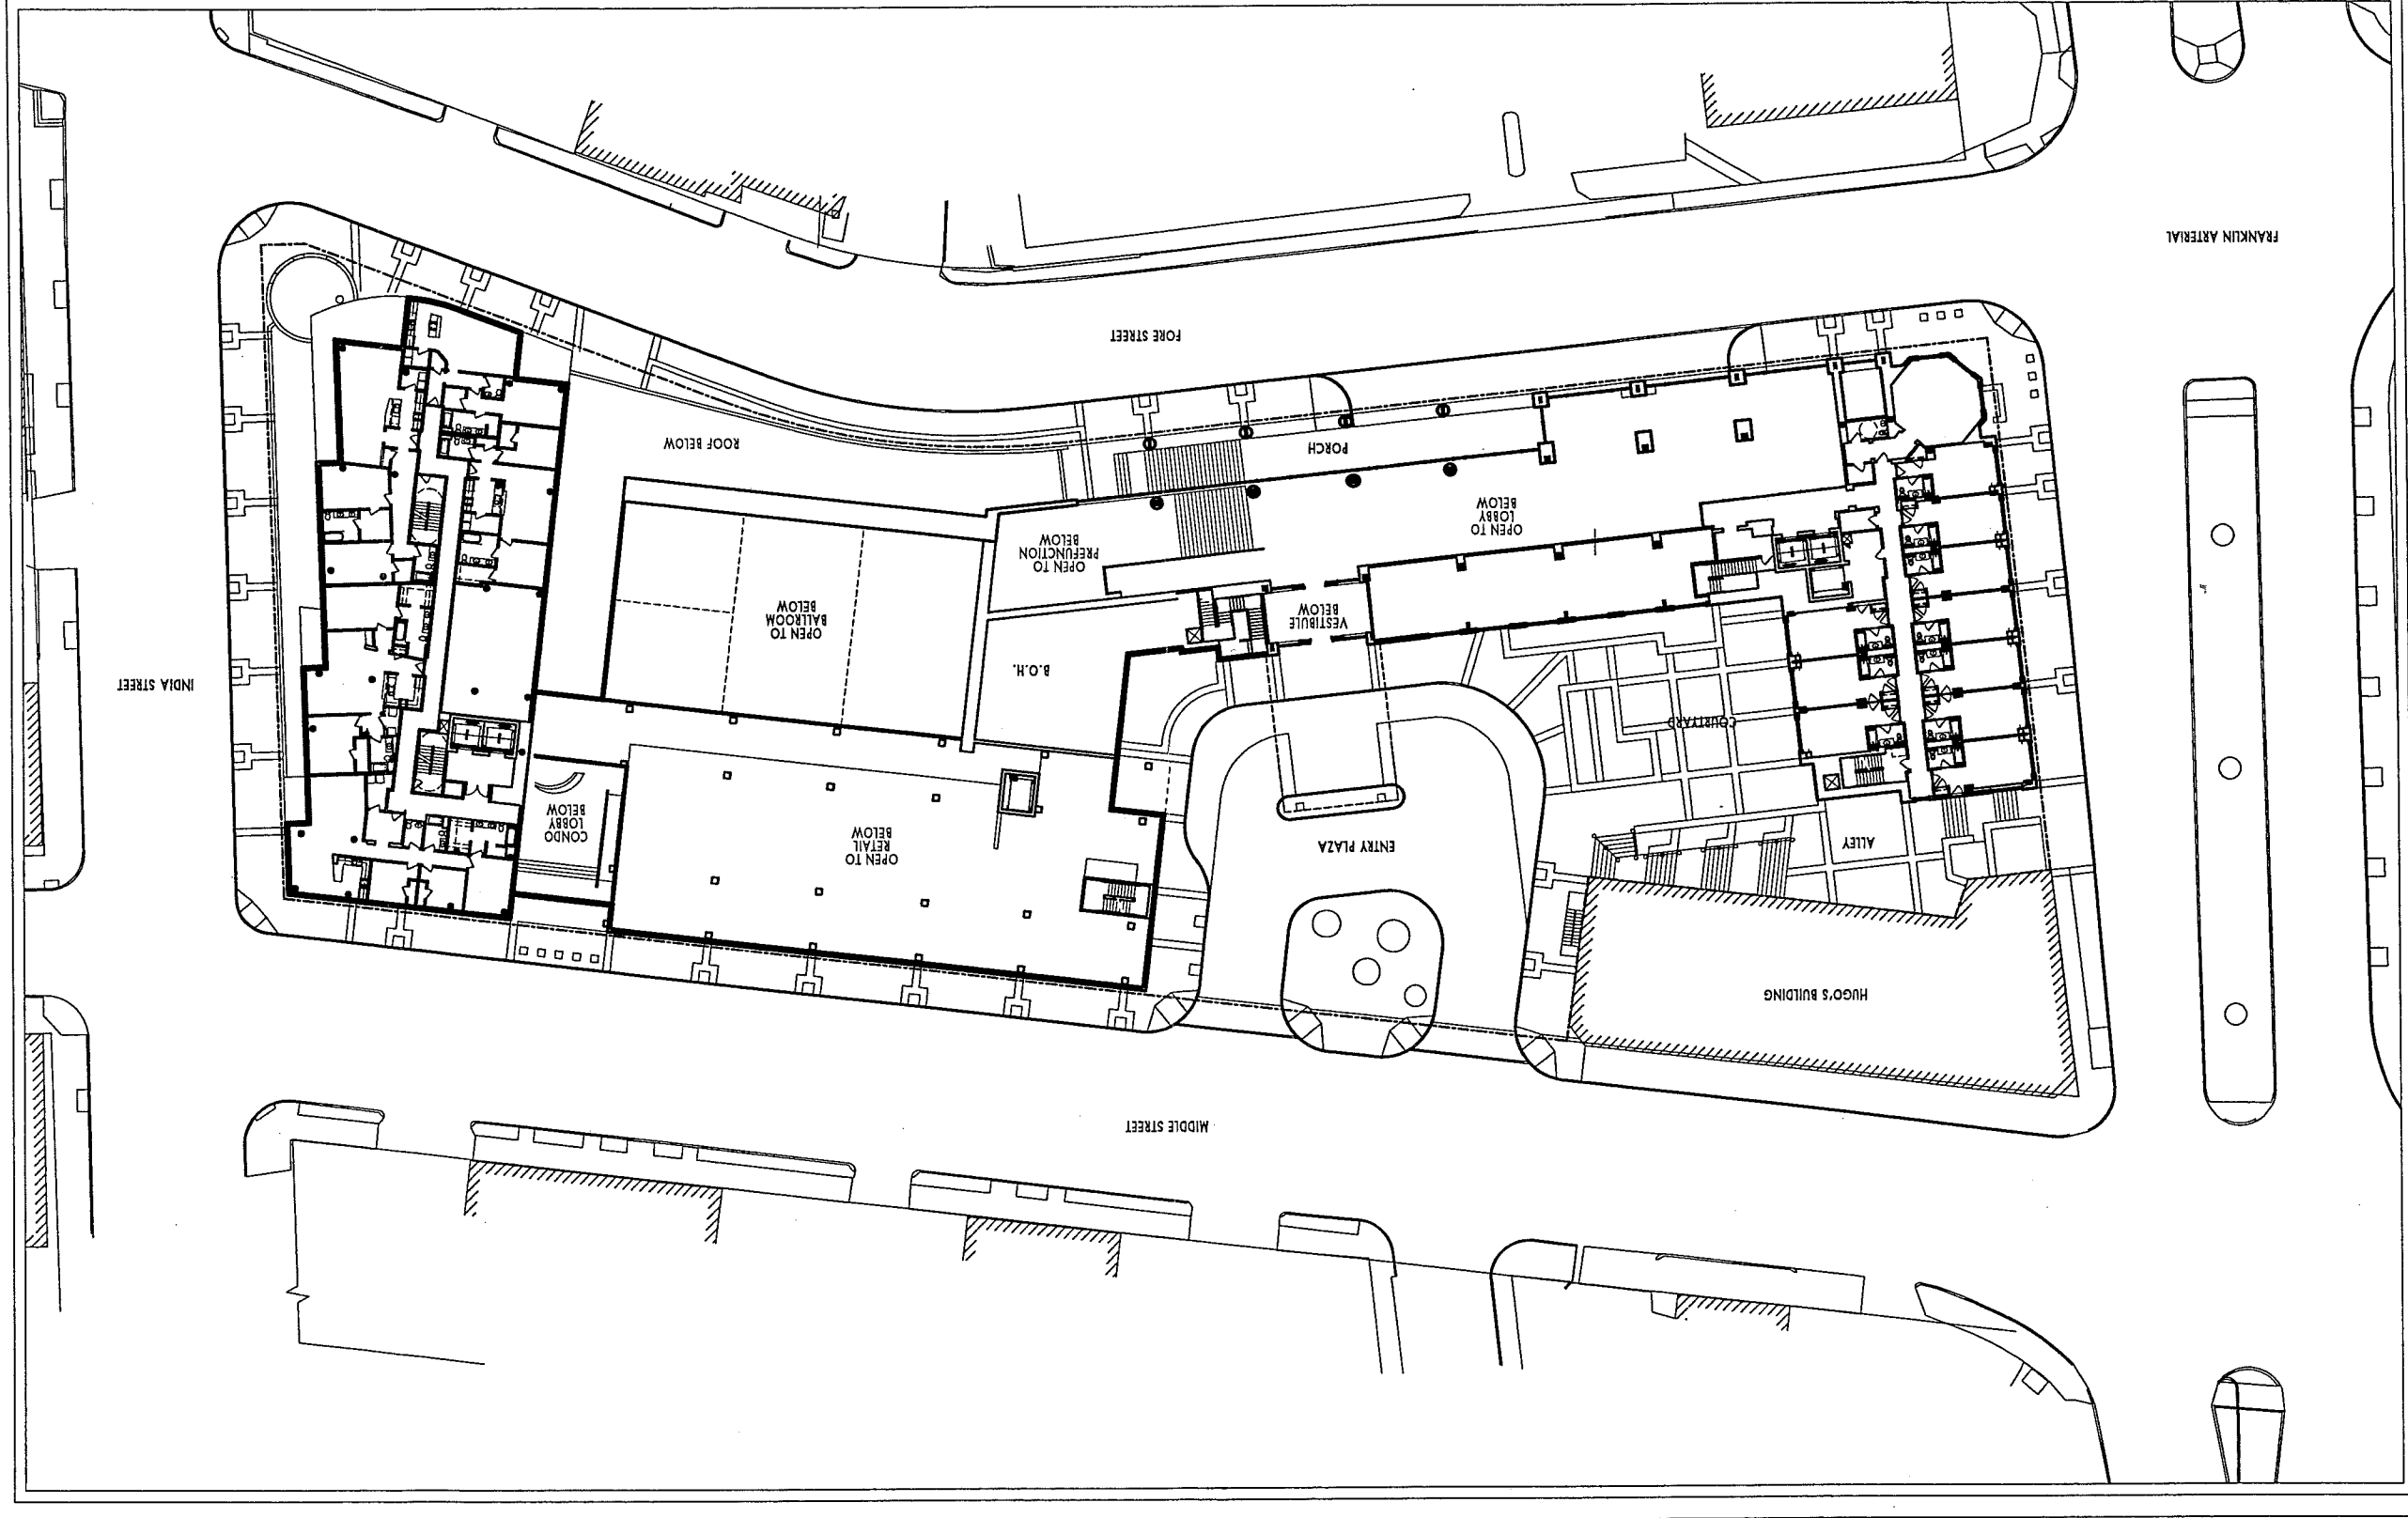 FRANKLIN ARTERIAL
FORE STREET
ROOF BELOW
PORCH
OPEN TO
LOBBY
BELOW
OPEN TO
PREFUNCTION
BELOW
VESTIBULE
BELOW
OPEN TO
BALLROOM
BELOW
B.O.H.
INDIA STREET
COURTYARD
CONDO
LOBBY
BELOW
OPEN TO
RETAIL
BELOW
ENTRY PLAZA
ALLEY
HUGO'S BUILDING
MIDDLE STREET